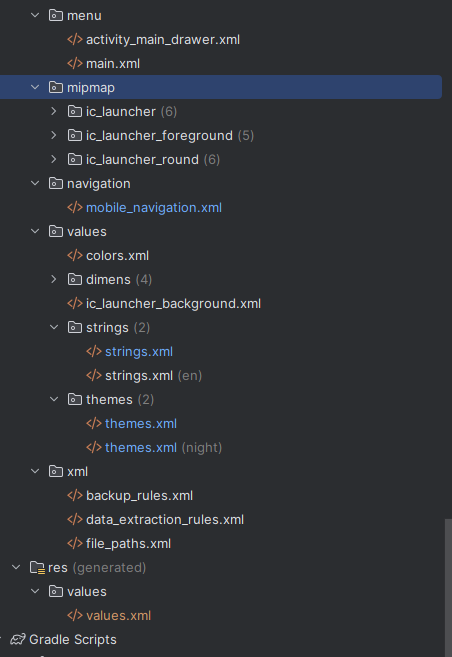 menu
activity_main_drawer.xml
main.xml
mipmap
ic_launcher (6)
ic_launcher_foreground (5)
ic_launcher_round (6)
navigation
mobile_navigation.xml
values
colors.xml
dimens (4)
ic_launcher_background.xml
strings (2)
strings.xml
strings.xml (en)
themes (2)
themes.xml
themes.xml (night)
xml
backup_rules.xml
data_extraction_rules.xml
file_paths.xml
res (generated)
values
values.xml
Gradle Scripts